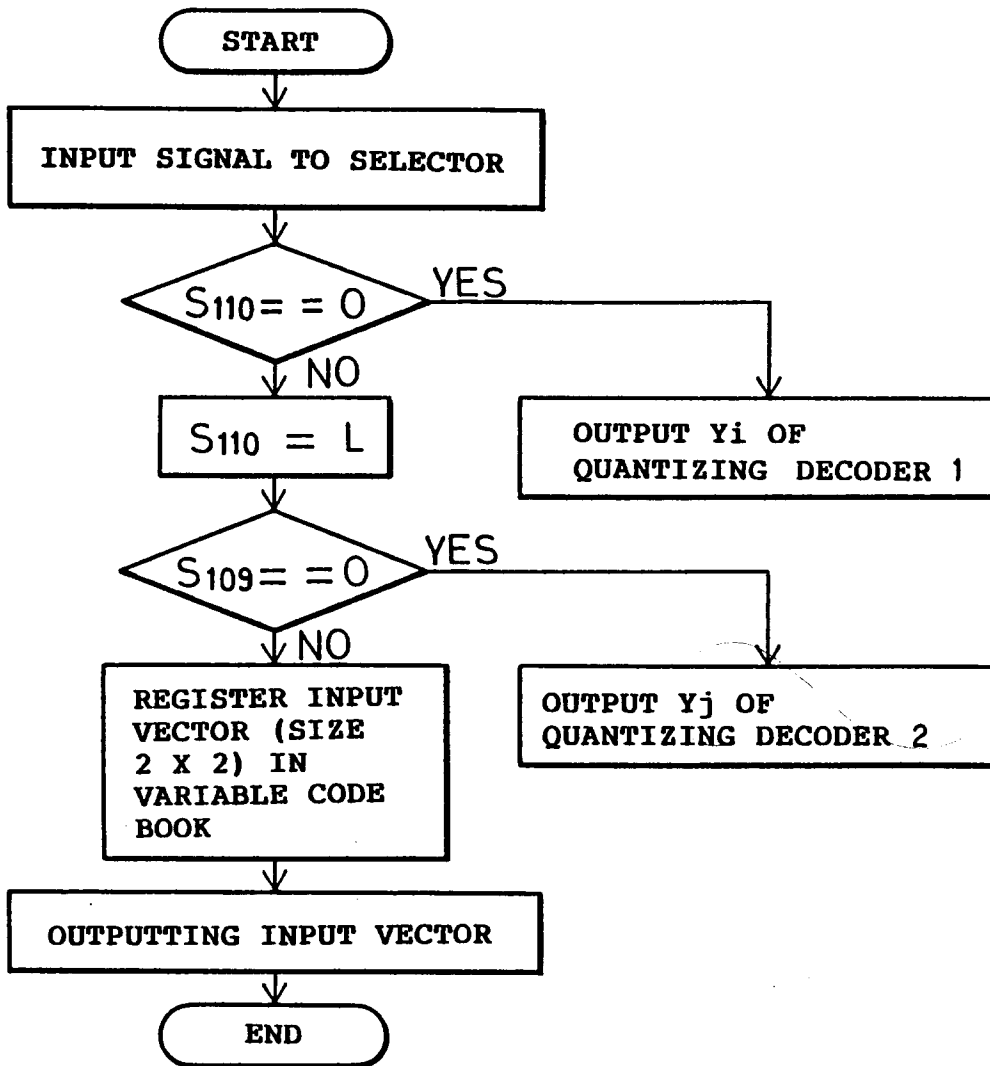 START
INPUT SIGNAL TO SELECTOR
S110 = = 0
YES
NO
S110 = L
OUTPUT Yi OF
QUANTIZING DECODER 1
S109 = = 0
YES
NO
REGISTER INPUT
VECTOR (SIZE
2 X 2) IN
VARIABLE CODE
BOOK
OUTPUT Yj OF
QUANTIZING DECODER 2
OUTPUTTING INPUT VECTOR
END